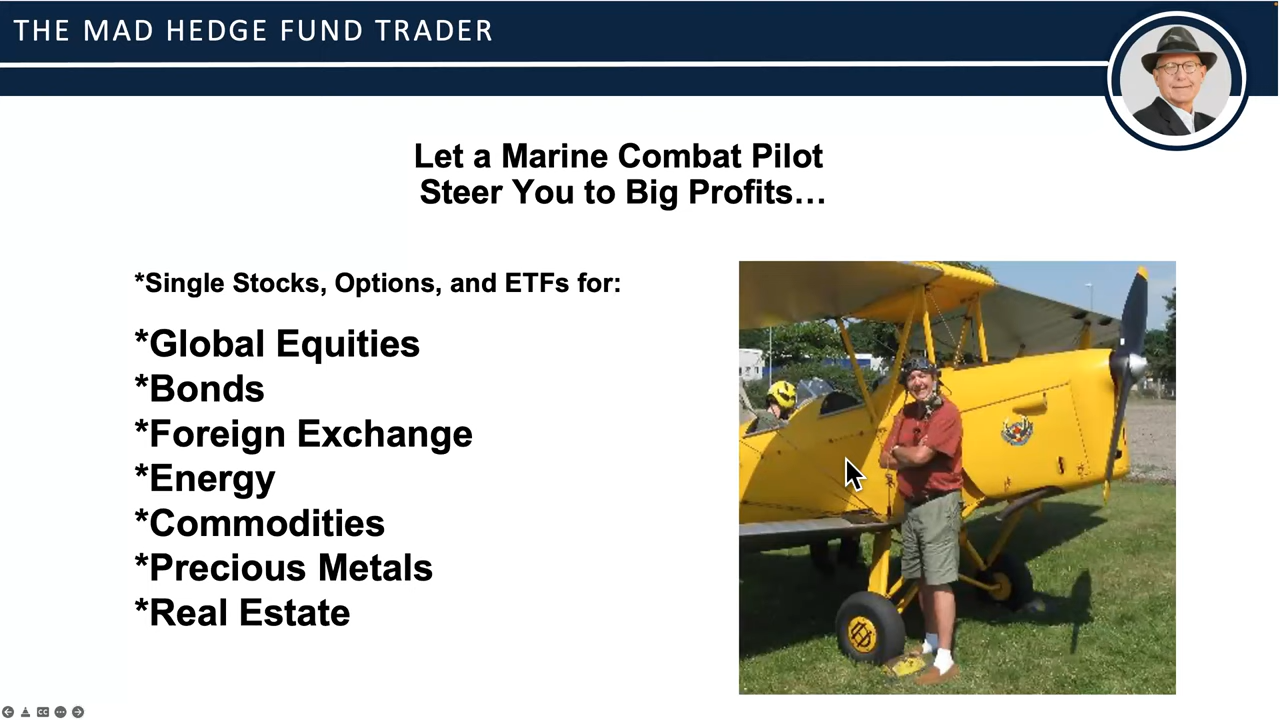 THE MAD HEDGE FUND TRADER
Let a Marine Combat Pilot
Steer You to Big Profits…
*Single Stocks, Options, and ETFs for:
*Global Equities
*Bonds
*Foreign Exchange
*Energy
*Commodities
*Precious Metals
*Real Estate
CC